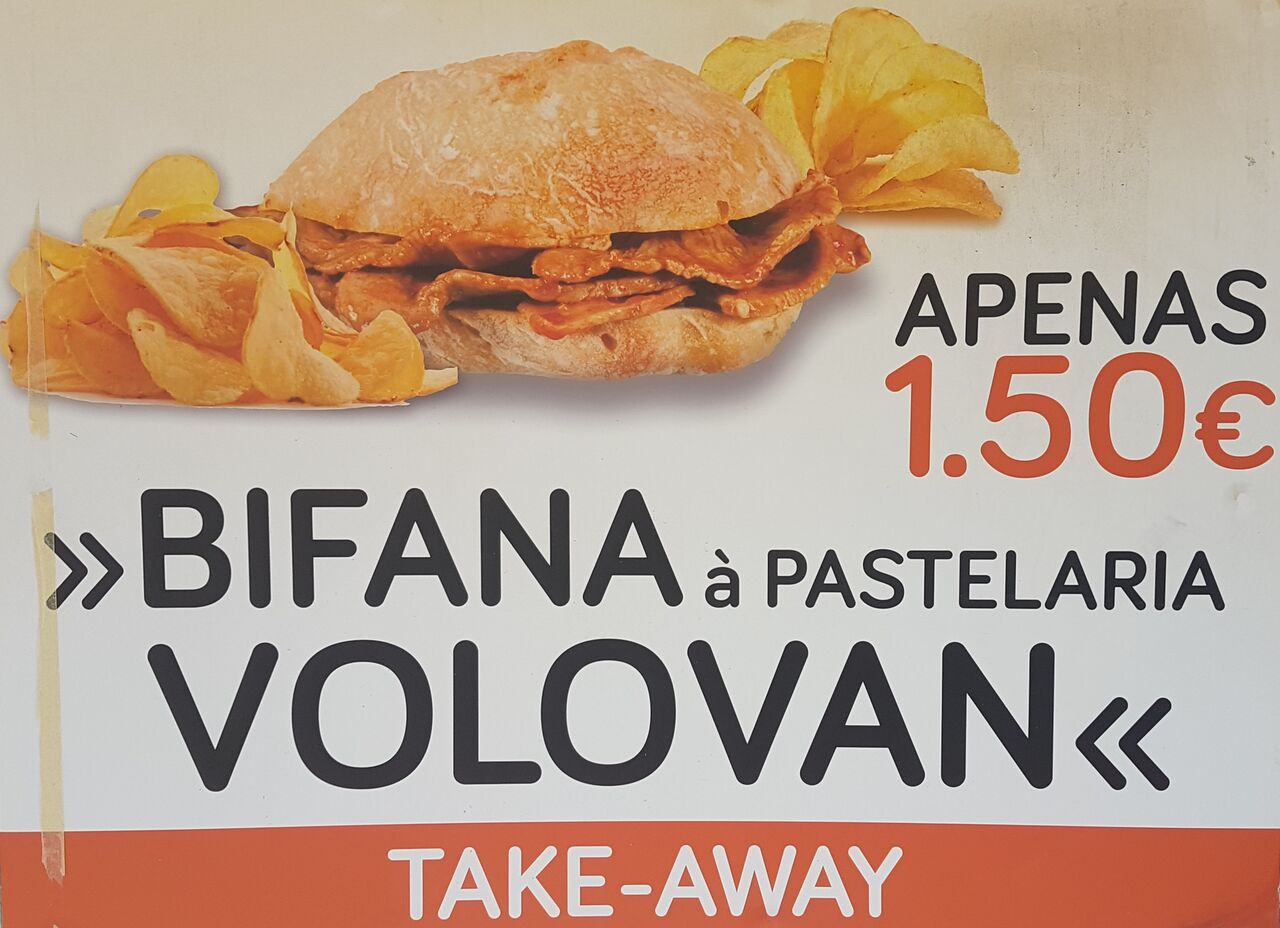 APENAS
1.50€
»BIFANA à PASTELARIA
VOLOVAN«
TAKE-AWAY